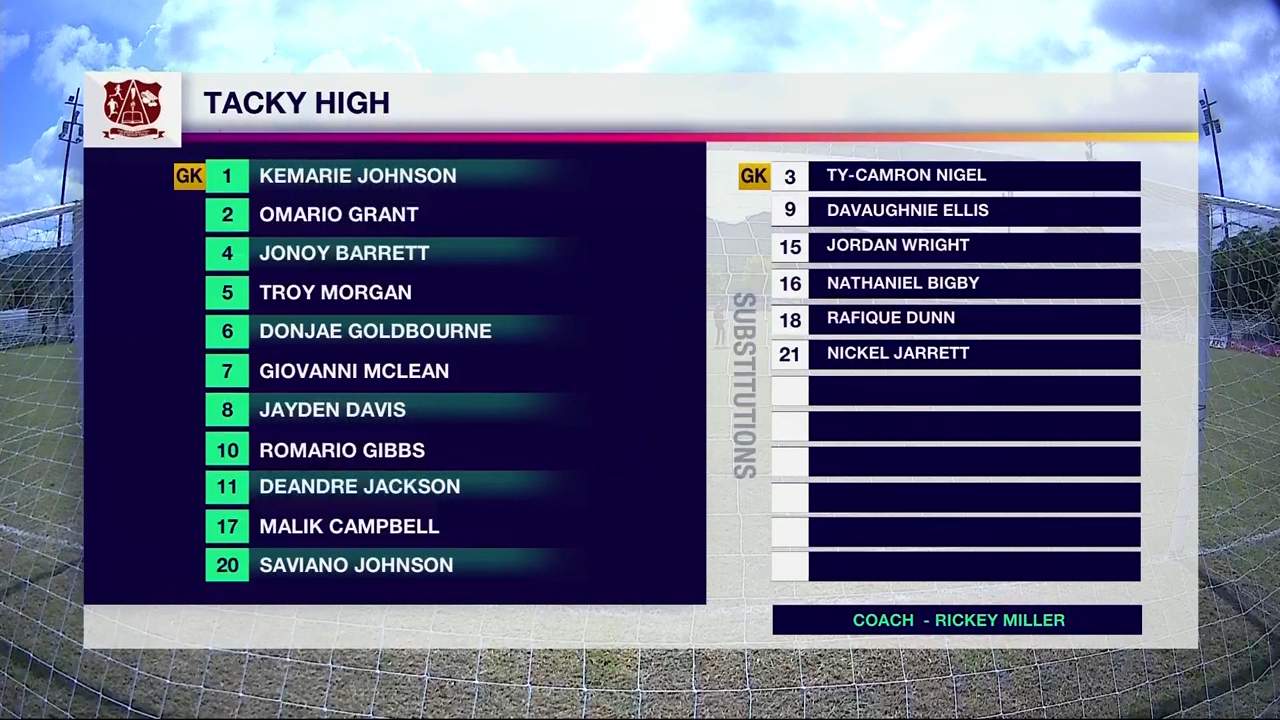 TACKY HIGH
GK 1 KEMARIE JOHNSON
2 OMARIO GRANT
4 JONOY BARRETT
5 TROY MORGAN
6 DONJAE GOLDBOURNE
7 GIOVANNI MCLEAN
8 JAYDEN DAVIS
10 ROMARIO GIBBS
11 DEANDRE JACKSON
17 MALIK CAMPBELL
20 SAVIANO JOHNSON
SUBSTITUTIONS
GK 3 TY-CAMRON NIGEL
9 DAVAUGHNIE ELLIS
15 JORDAN WRIGHT
16 NATHANIEL BIGBY
18 RAFIQUE DUNN
21 NICKEL JARRETT
COACH - RICKEY MILLER